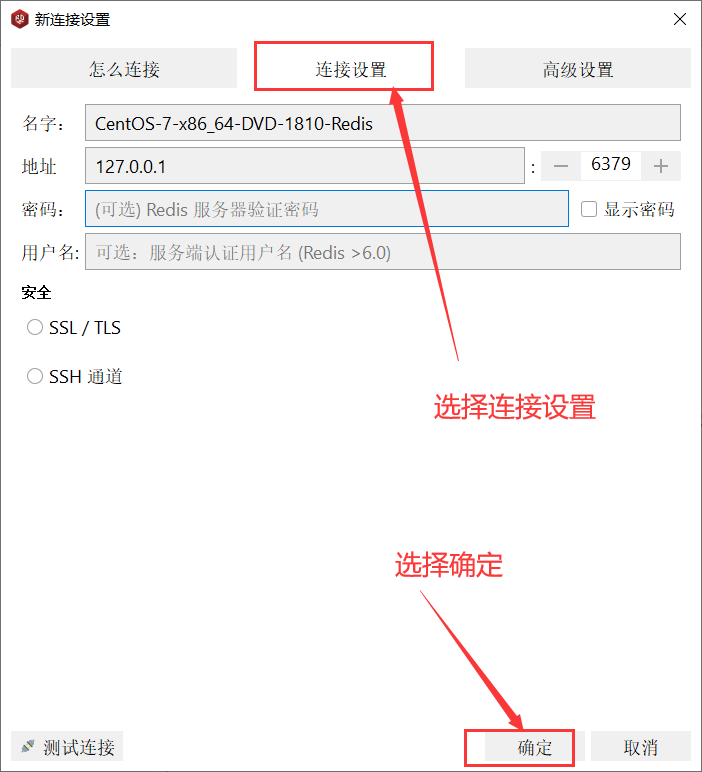 新连接设置
怎么连接 连接设置 高级设置
名字： CentOS-7-x86_64-DVD-1810-Redis
地址 127.0.0.1 : 6379
密码： (可选) Redis 服务器验证密码 显示密码
用户名: 可选：服务端认证用户名 (Redis >6.0)
安全
SSL / TLS
SSH 通道
选择连接设置
选择确定
测试连接 确定 取消